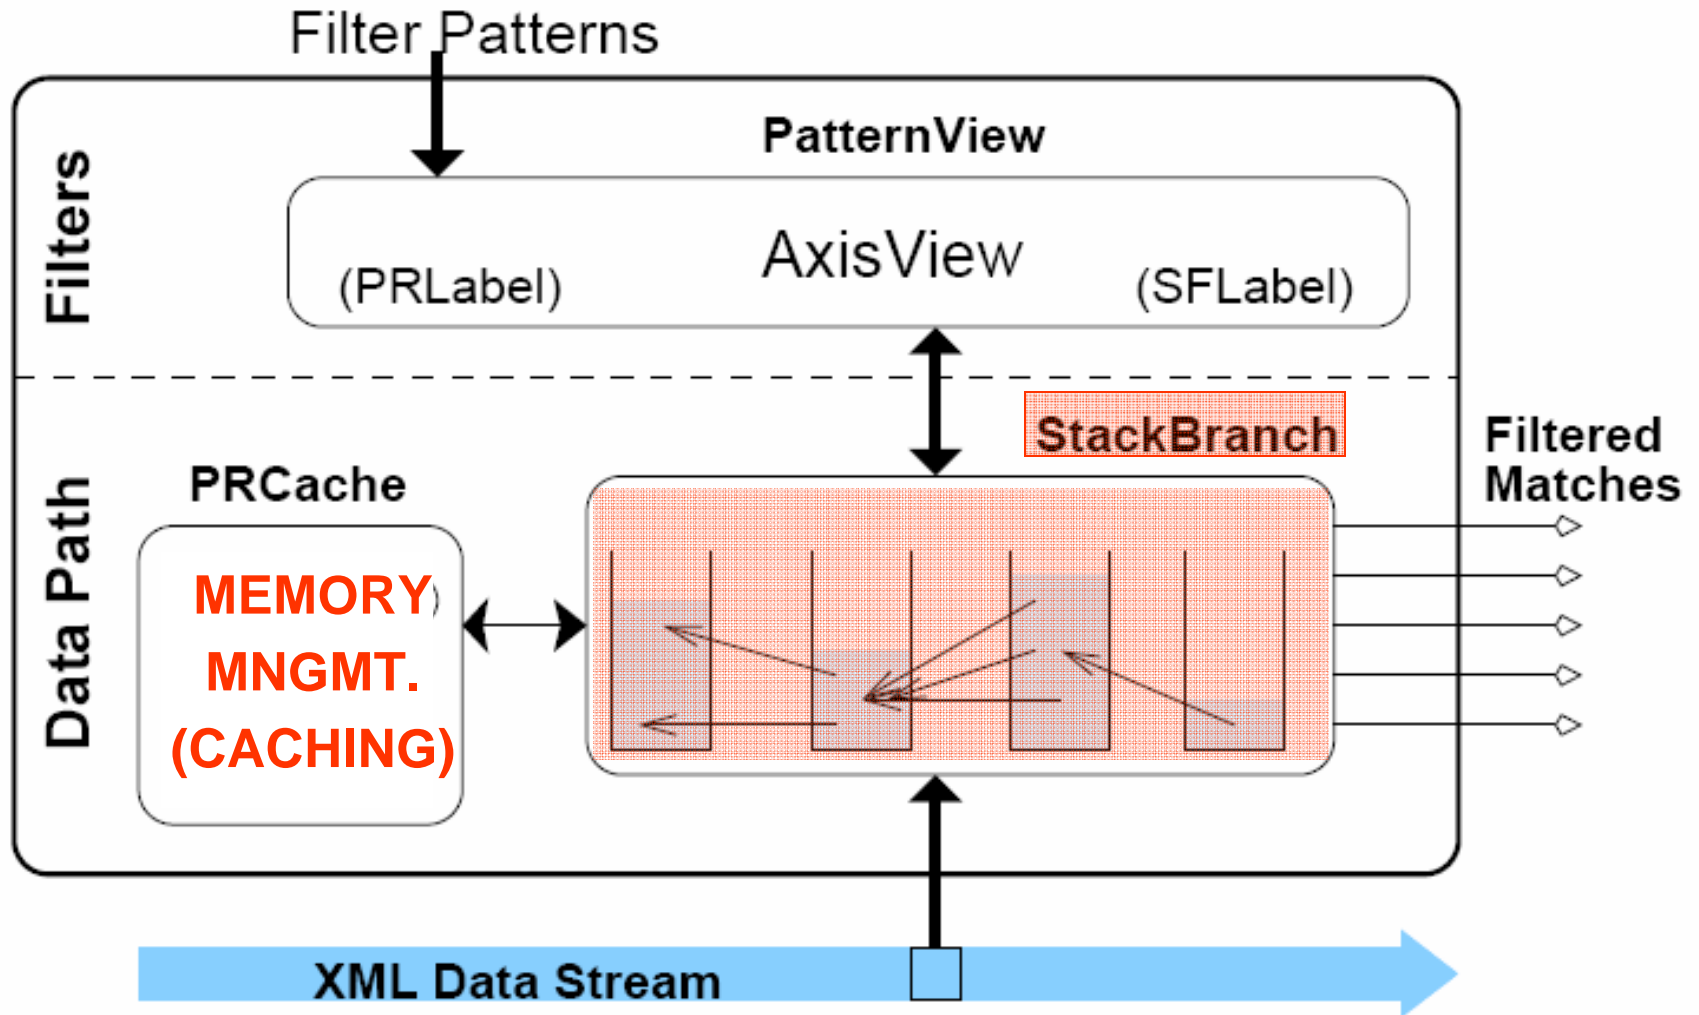 Filter Patterns
PatternView
Filters
AxisView
(PRLabel)
(SFLabel)
StackBranch
Filtered
Matches
PRCache
Data Path
MEMORY)
MNGMT.
(CACHING)
XML Data Stream